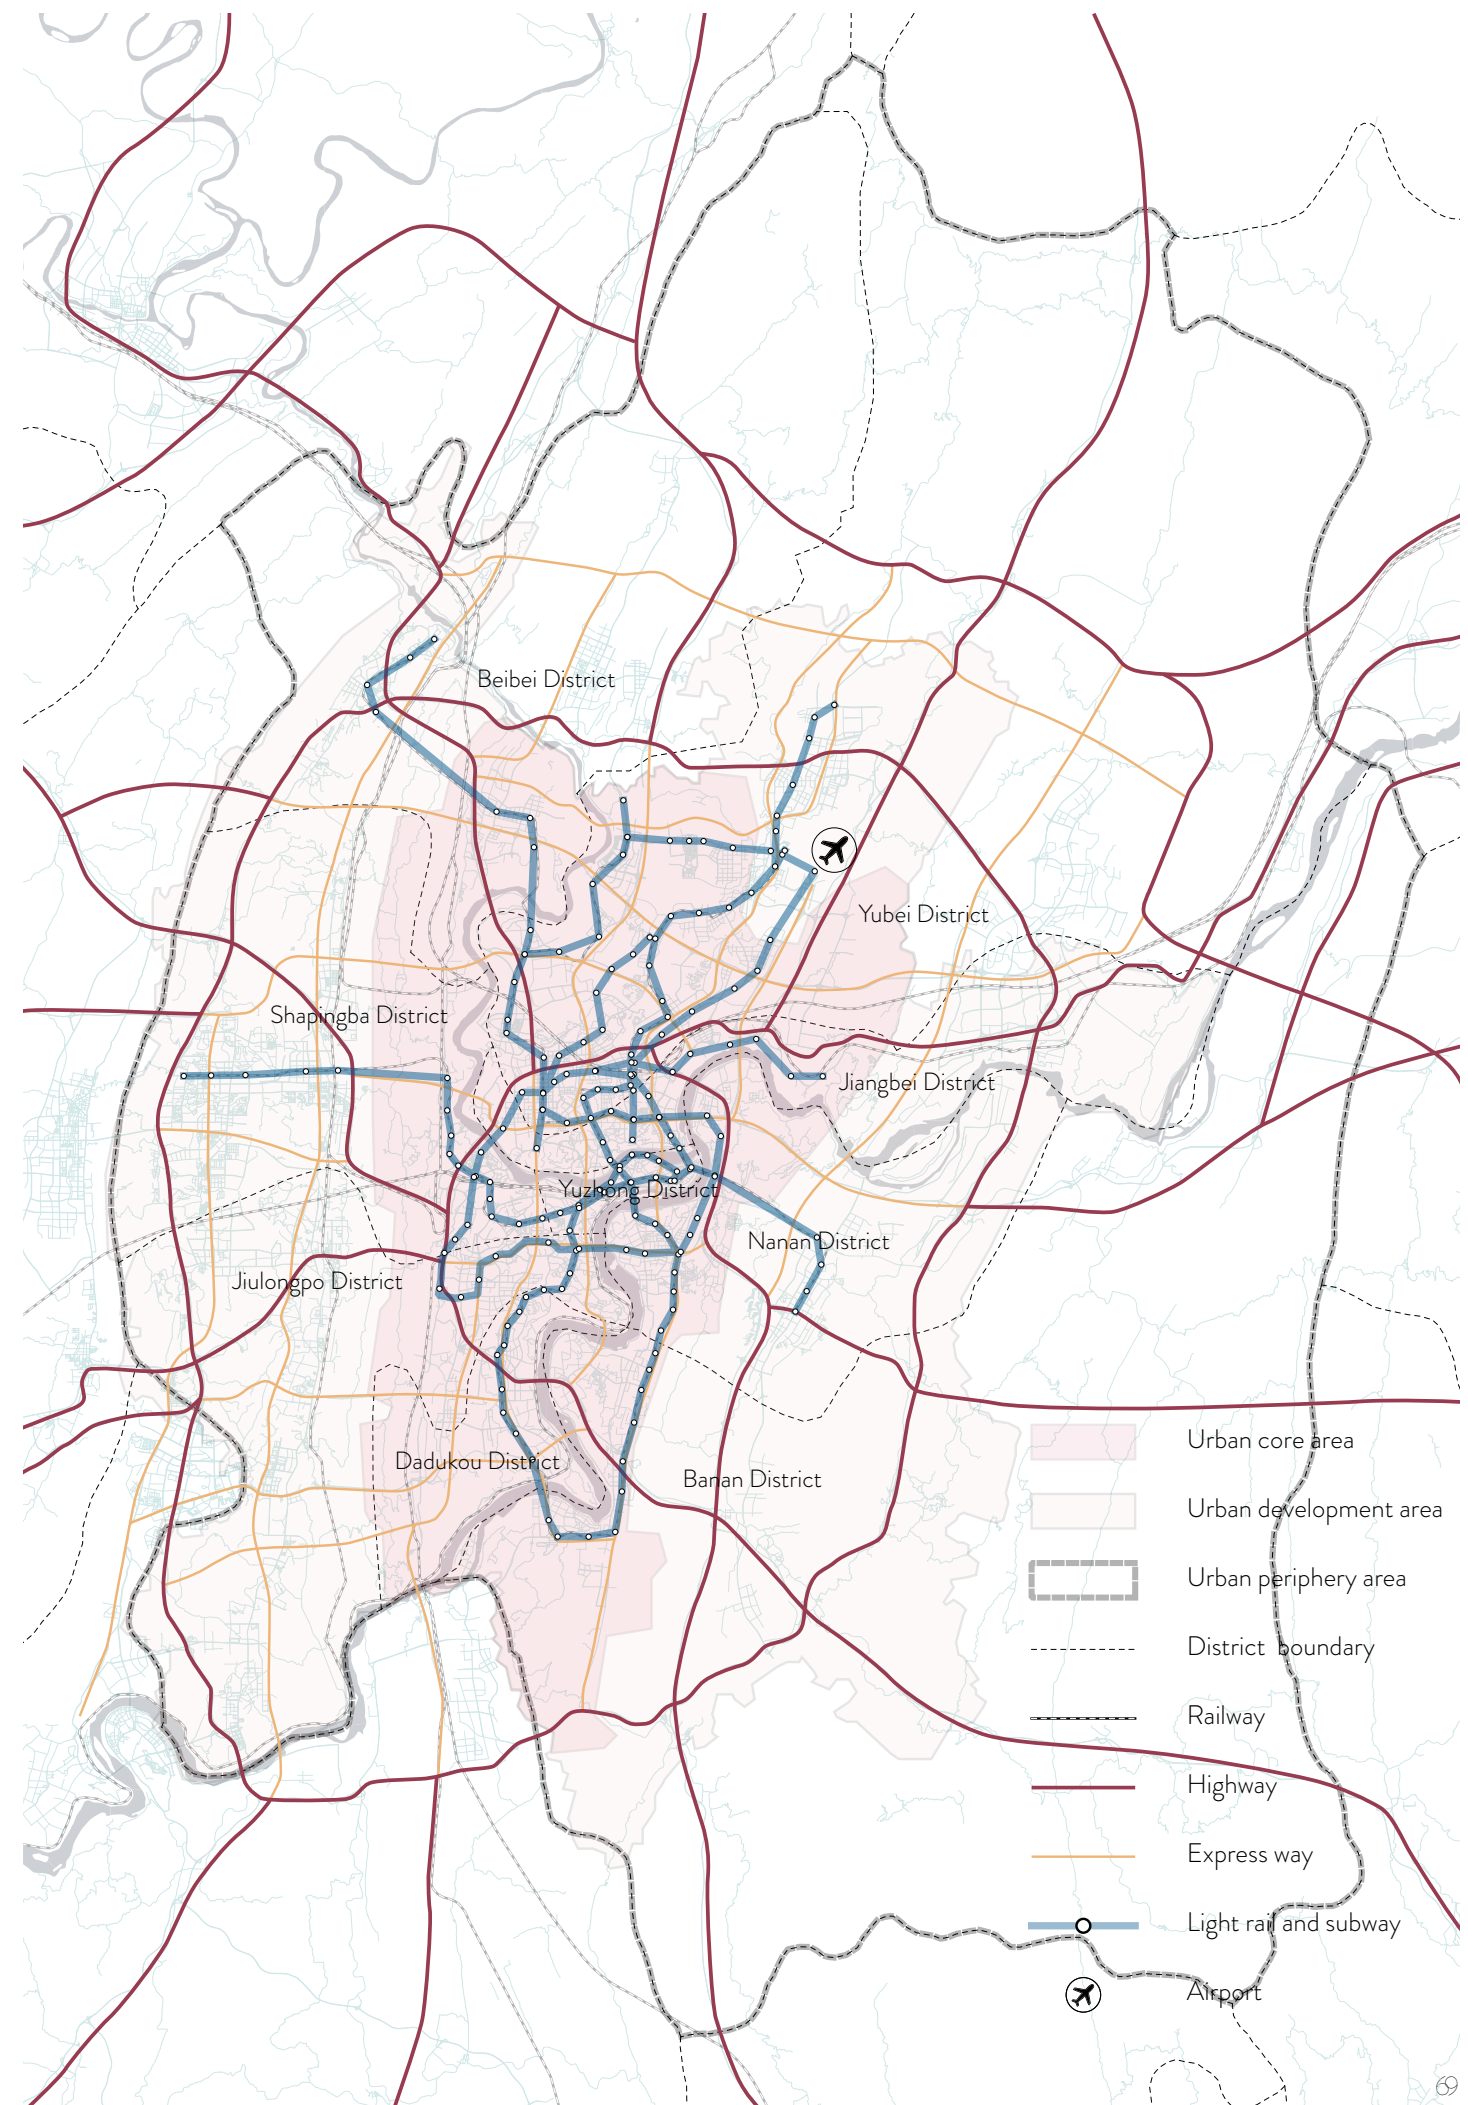 Beibei District
Yubei District
Shapingba District
Jiangbei District
Yuzhong District
Nanan District
Jiulongpo District
Dadukou District
Banan District
Urban core area
Urban development area
Urban periphery area
District boundary
Railway
Highway
Express way
Light rail and subway
Airport
69